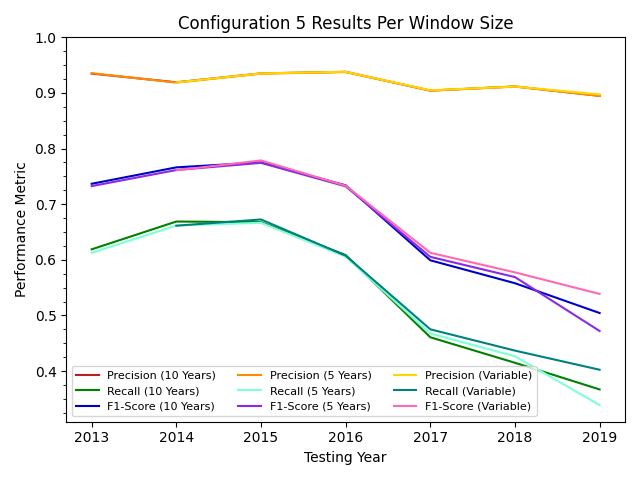 Configuration 5 Results Per Window Size
1.0
0.9
0.8
0.7
0.6
0.5
0.4
Performance Metric
Precision (10 Years)
Recall (10 Years)
F1-Score (10 Years)
Precision (5 Years)
Recall (5 Years)
F1-Score (5 Years)
Precision (Variable)
Recall (Variable)
F1-Score (Variable)
2013 2014 2015 2016 2017 2018 2019
Testing Year